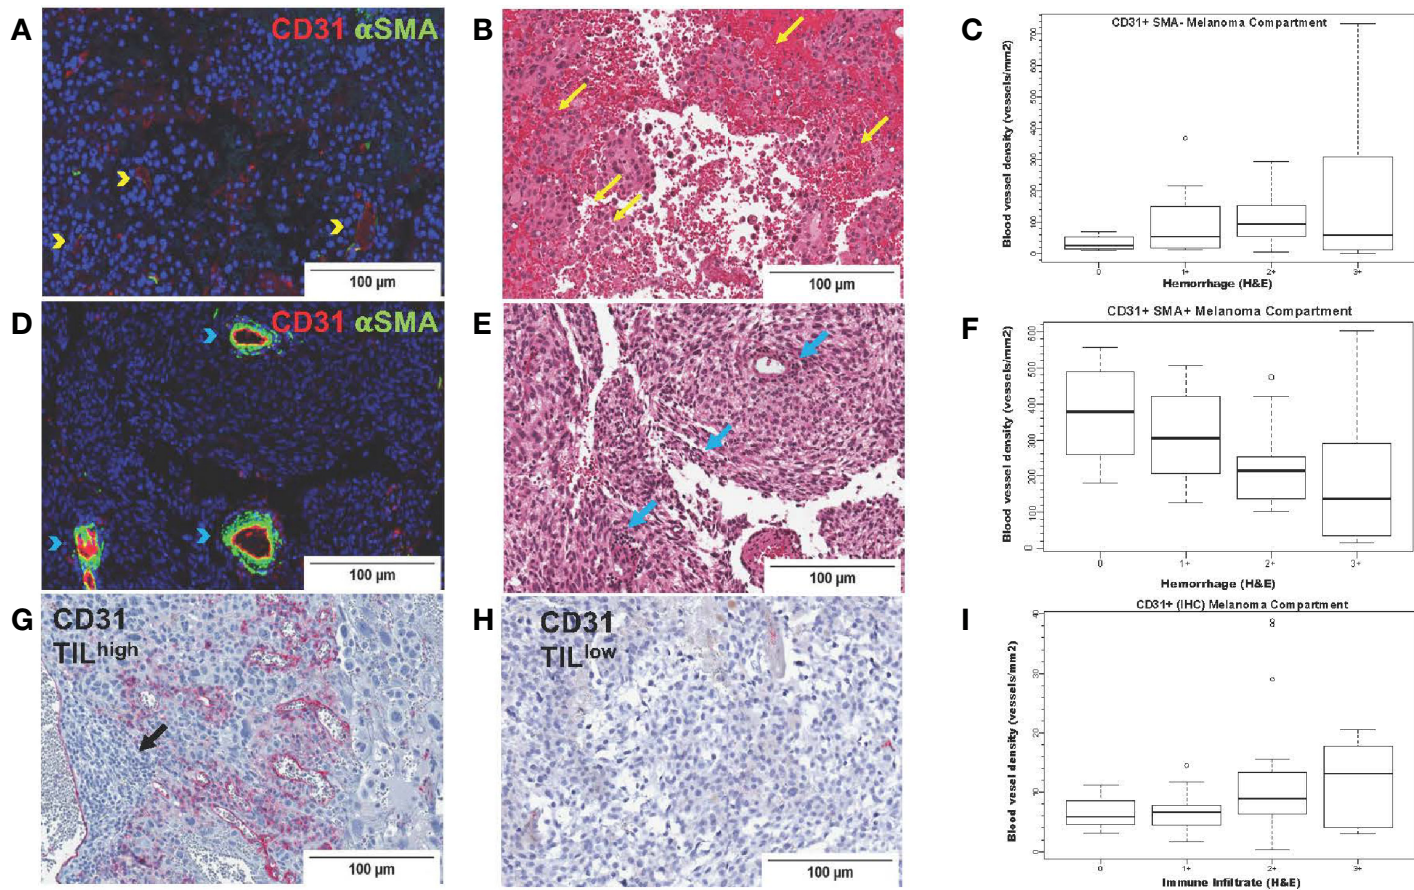 A
CD31 αSMA
100 µm
B
100 µm
C
CD31+ SMA- Melanoma Compartment
Blood vessel density (vessels/mm2)
0 100 200 300 400 500 600 700
0 1+ 2+ 3+
Hemorrhage (H&E)
D
CD31 αSMA
100 µm
E
100 µm
F
CD31+ SMA+ Melanoma Compartment
Blood vessel density (vessels/mm2)
0 100 200 300 400 500 600
0 1+ 2+ 3+
Hemorrhage (H&E)
G
CD31
TILhigh
100 µm
H
CD31
TILlow
100 µm
I
CD31+ (IHC) Melanoma Compartment
Blood vessel density (vessels/mm2)
0 10 20 30 40
0 1+ 2+ 3+
Immune Infiltrate (H&E)